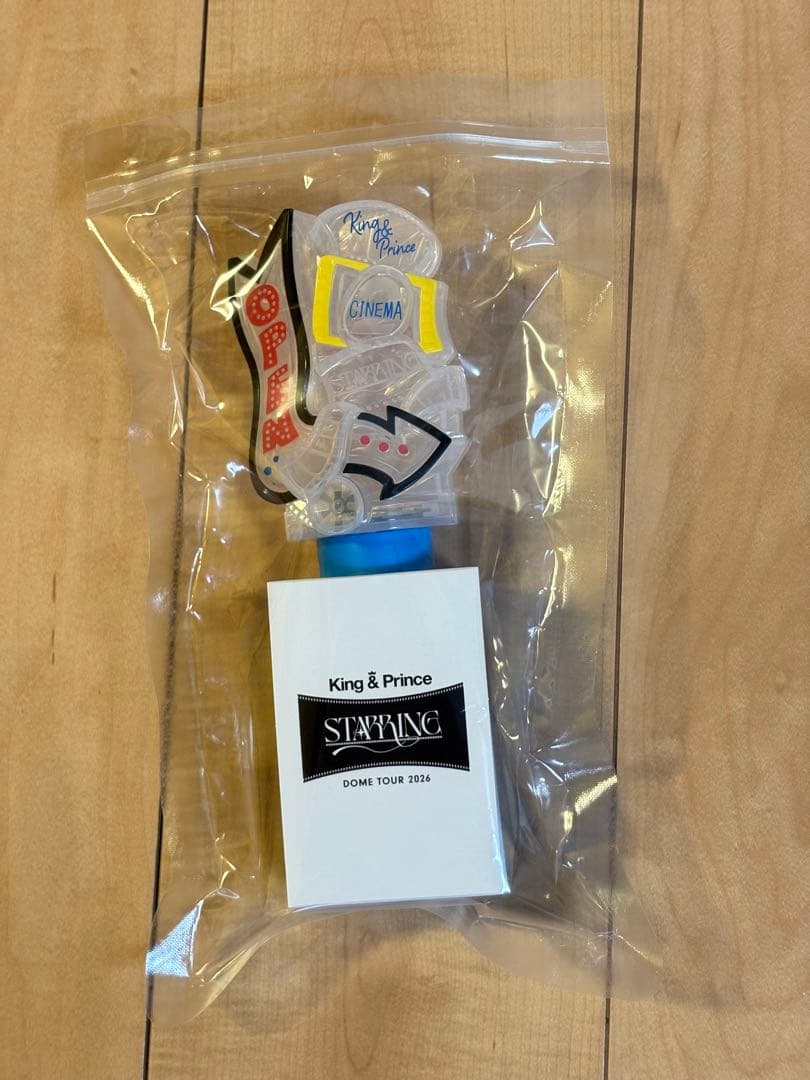 King &
Prince
OPEN
CINEMA
STARRING
King & Prince
STARRING
DOME TOUR 2026